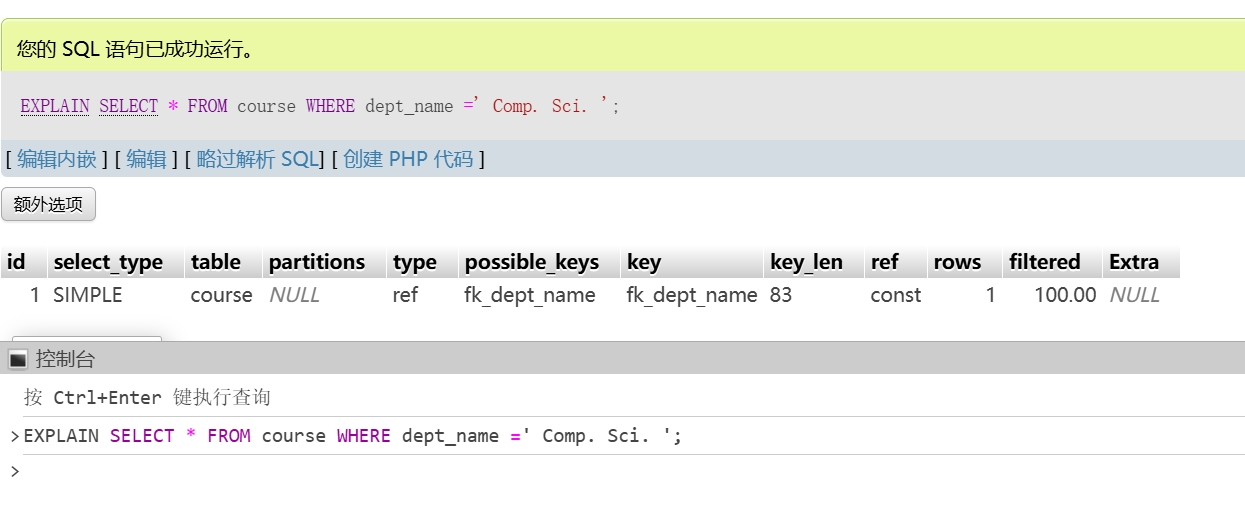 您的 SQL 语句已成功运行。
EXPLAIN SELECT * FROM course WHERE dept_name =' Comp. Sci. ';
[ 编辑内嵌 ] [ 编辑 ] [ 略过解析 SQL] [ 创建 PHP 代码 ]
额外选项
id select_type table partitions type possible_keys key key_len ref rows filtered Extra
1 SIMPLE course NULL ref fk_dept_name fk_dept_name 83 const 1 100.00 NULL
控制台
按 Ctrl+Enter 键执行查询
>EXPLAIN SELECT * FROM course WHERE dept_name =' Comp. Sci. ';
>